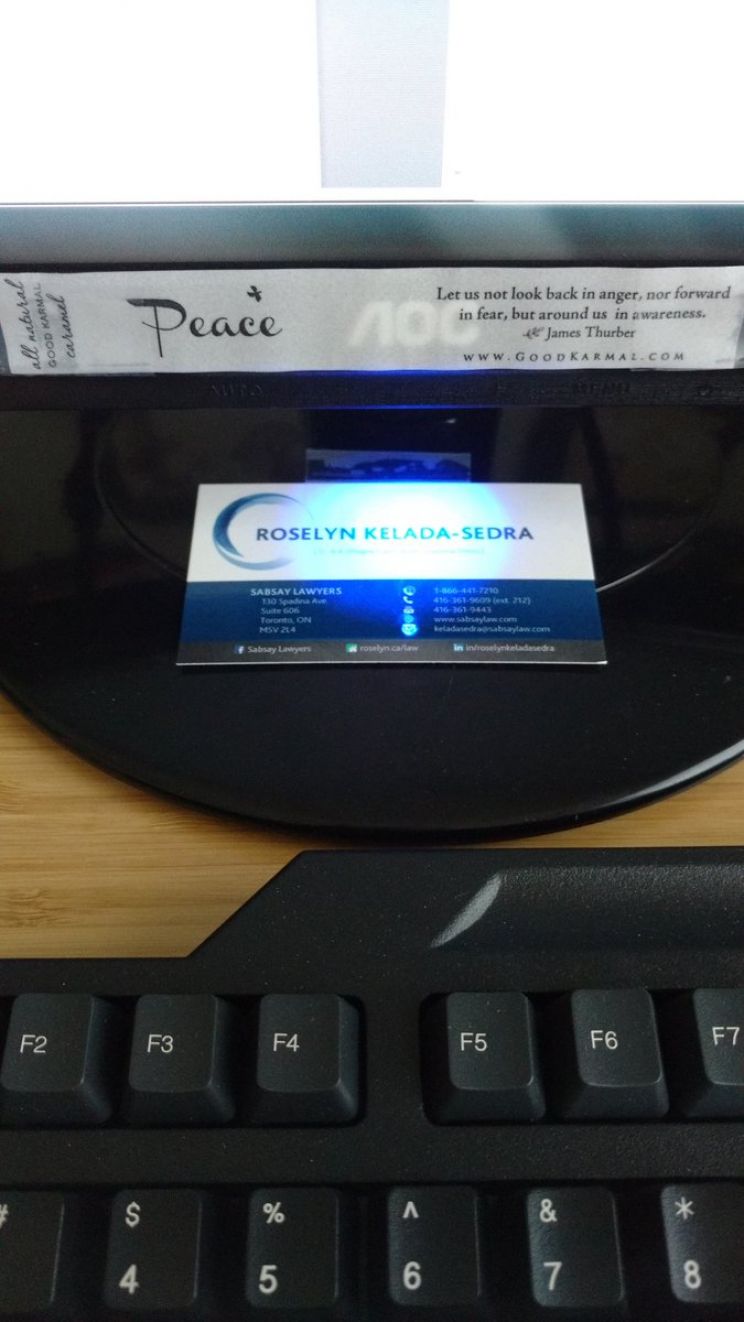 all natural
GOOD KARMAL
caramel
Peace
Let us not look back in anger, nor forward
in fear, but around us in awareness.
James Thurber
WWW.GOODKARMAL.COM
AOC
AUTO
MENU
ROSELYN KELADA-SEDRA
SABSAY LAWYERS
130 Spadina Ave
Suite 606
Toronto, ON
M5V 2L4
1-866-441-7210
416-361-9609 (ext. 212)
416-361-9443
www.sabsaylaw.com
keladasedra@sabsaylaw.com
f Sabsay Lawyers
roselyn.ca/law
in in/roselynkeladasedra
F2
F3
F4
F5
F6
F7
#
$
4
%
5
^
6
&
7
*
8